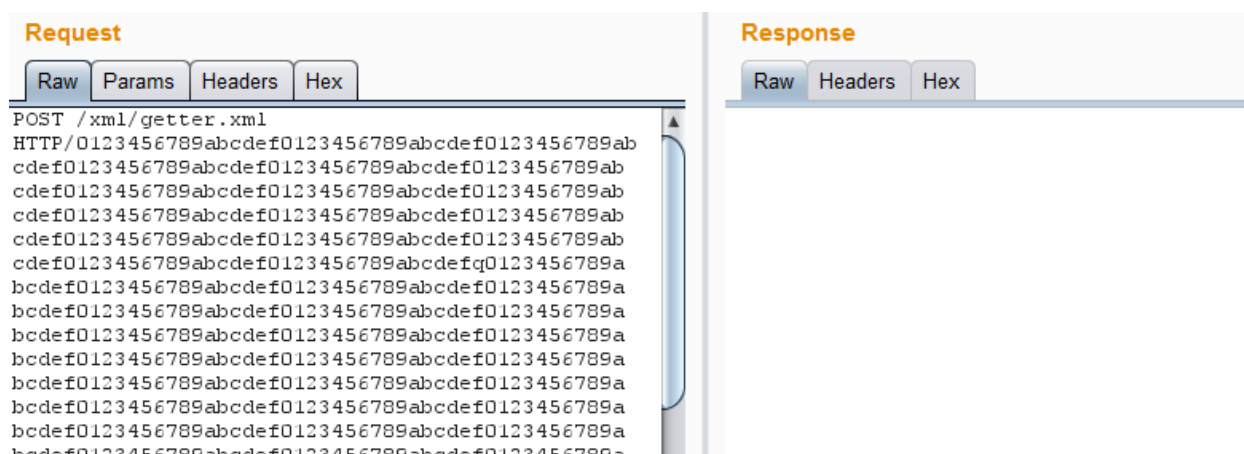 Request
Raw Params Headers Hex
POST /xml/getter.xml
HTTP/0123456789abcdef0123456789abcdef0123456789ab
cdef0123456789abcdef0123456789abcdef0123456789ab
cdef0123456789abcdef0123456789abcdef0123456789ab
cdef0123456789abcdef0123456789abcdef0123456789ab
cdef0123456789abcdef0123456789abcdef0123456789ab
cdef0123456789abcdef0123456789abcdefq0123456789a
bcdef0123456789abcdef0123456789abcdef0123456789a
bcdef0123456789abcdef0123456789abcdef0123456789a
bcdef0123456789abcdef0123456789abcdef0123456789a
bcdef0123456789abcdef0123456789abcdef0123456789a
bcdef0123456789abcdef0123456789abcdef0123456789a
bcdef0123456789abcdef0123456789abcdef0123456789a
bcdef0123456789abcdef0123456789abcdef0123456789a
Response
Raw Headers Hex